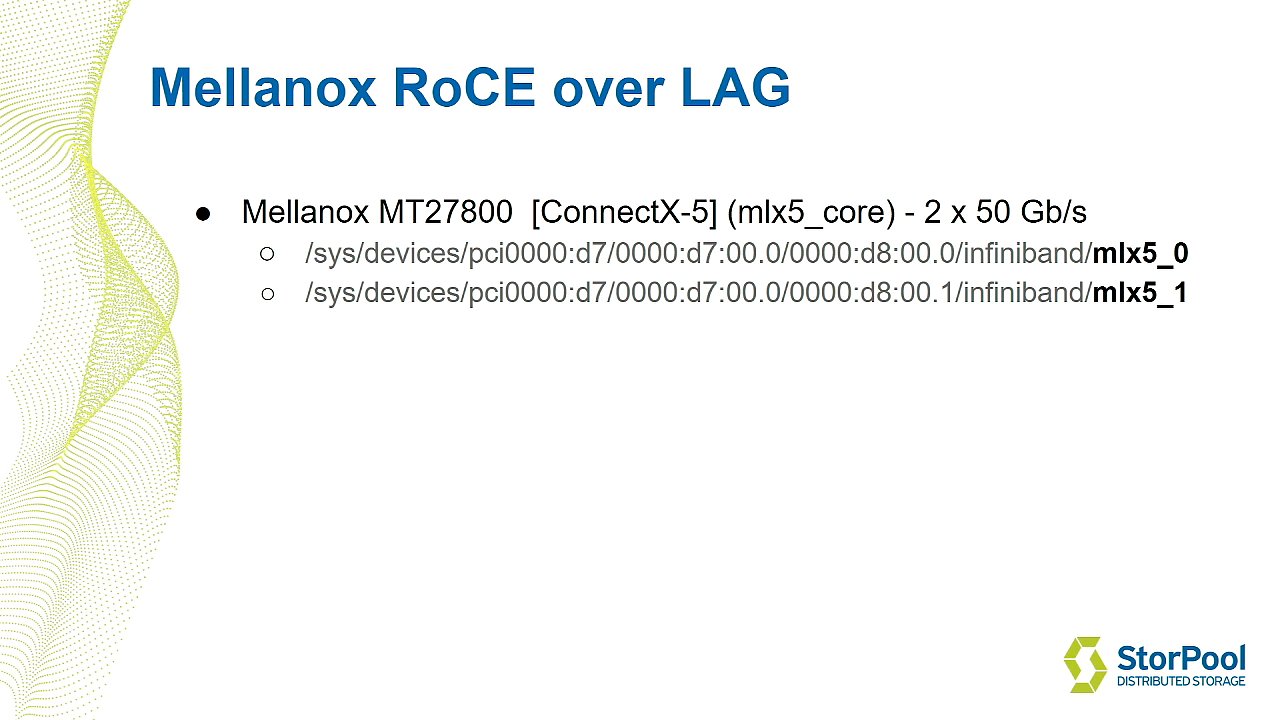 Mellanox RoCE over LAG
● Mellanox MT27800 [ConnectX-5] (mlx5_core) - 2 x 50 Gb/s
○ /sys/devices/pci0000:d7/0000:d7:00.0/0000:d8:00.0/infiniband/mlx5_0
○ /sys/devices/pci0000:d7/0000:d7:00.0/0000:d8:00.1/infiniband/mlx5_1
StorPool
DISTRIBUTED STORAGE